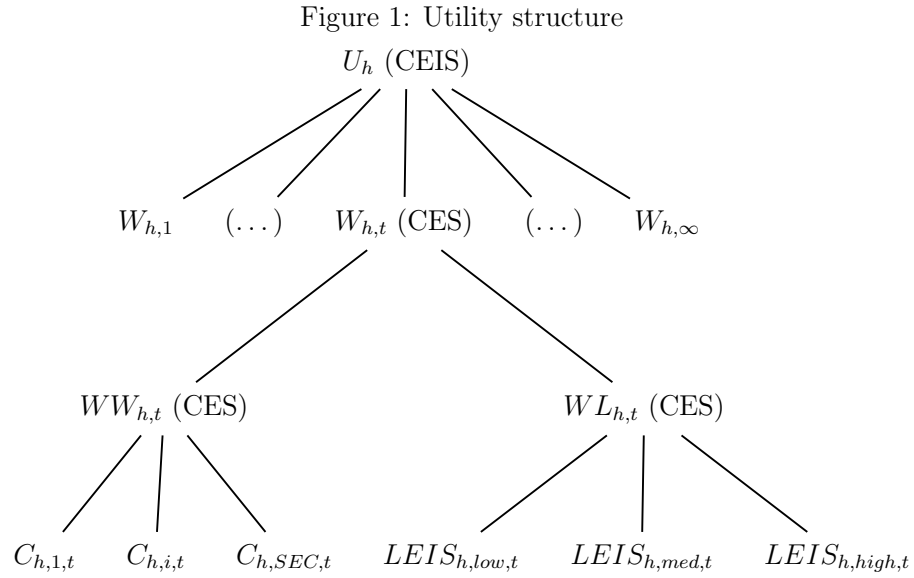 Figure 1: Utility structure
U_h (CEIS)
W_{h,1} (...) W_{h,t} (CES) (...) W_{h,∞}
WW_{h,t} (CES) WL_{h,t} (CES)
C_{h,1,t} C_{h,i,t} C_{h,SEC,t} LEIS_{h,low,t} LEIS_{h,med,t} LEIS_{h,high,t}